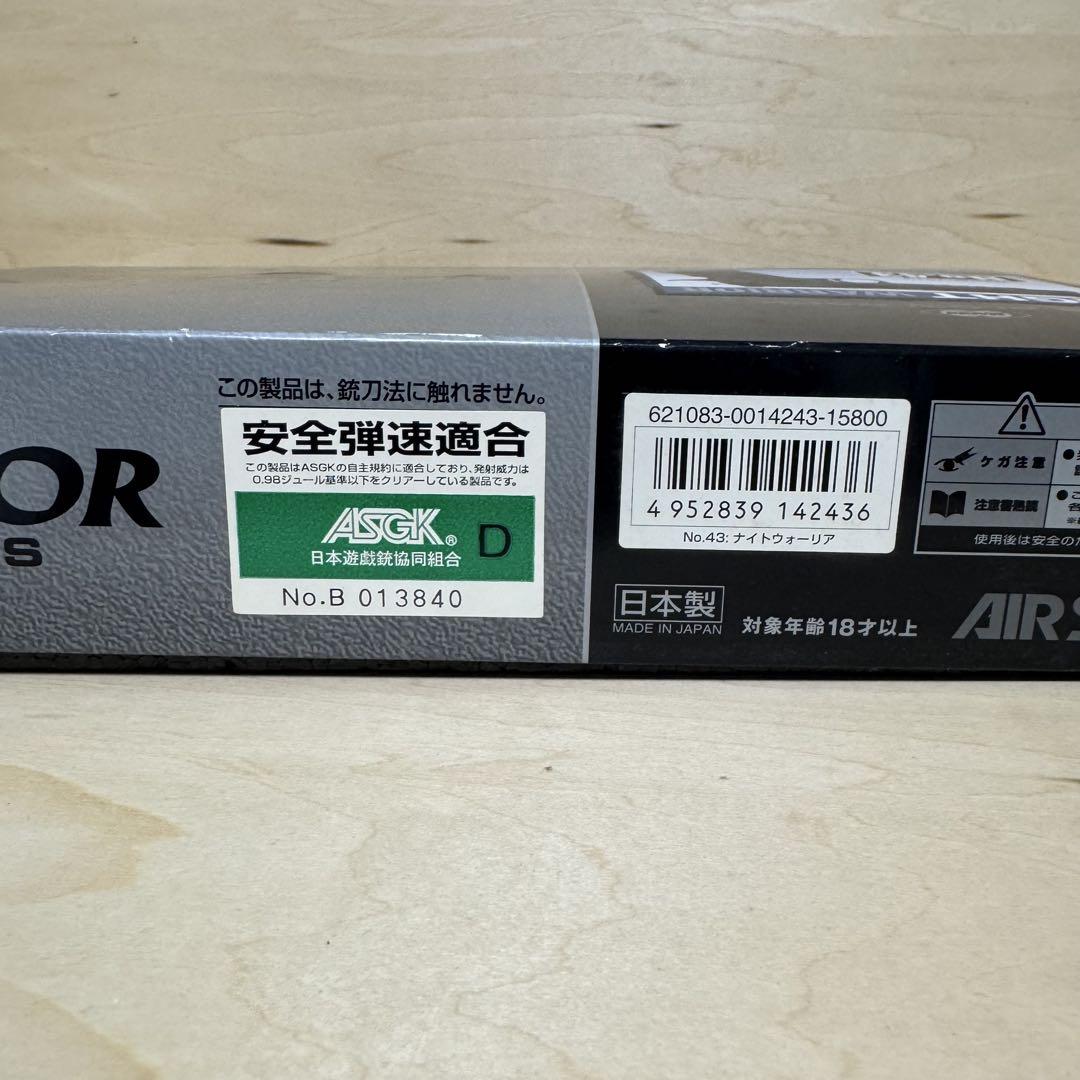 この製品は、銃刀法に触れません。
安全弾速適合
この製品はASGKの自主規約に適合しており、発射威力は
0.98ジュール基準以下をクリアーしている製品です。
ASGK® D
日本遊戯銃協同組合
No.B 013840
OR
S
621083-0014243-15800
4 952839 142436
No.43: ナイトウォーリア
日本製
MADE IN JAPAN
対象年齢18才以上
ケガ注意
注意書熟読
使用後は安全の
AIR